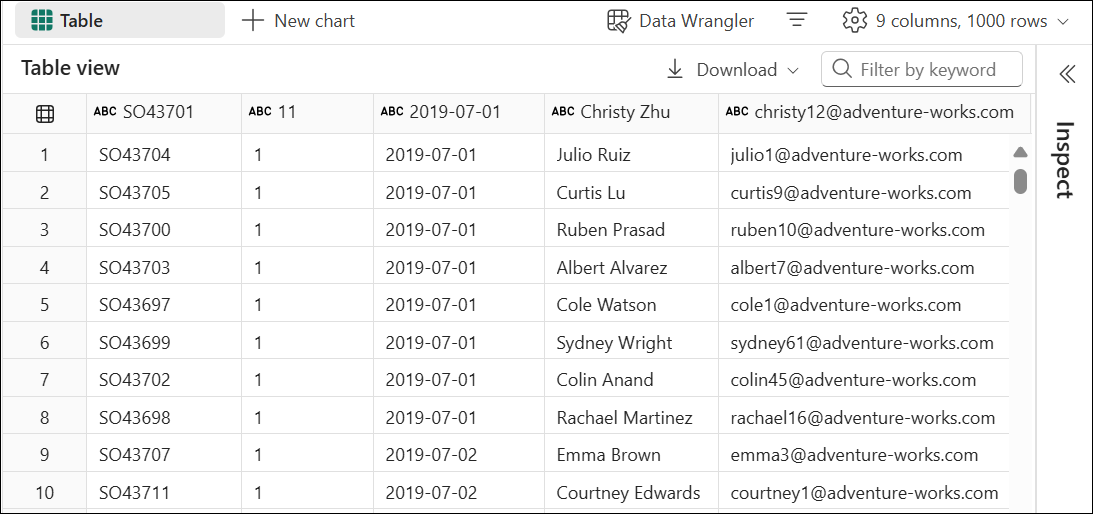 Table New chart Data Wrangler 9 columns, 1000 rows
Table view Download Filter by keyword
ABC SO43701 ABC 11 ABC 2019-07-01 ABC Christy Zhu ABC christy12@adventure-works.com
1 SO43704 1 2019-07-01 Julio Ruiz julio1@adventure-works.com
2 SO43705 1 2019-07-01 Curtis Lu curtis9@adventure-works.com
3 SO43700 1 2019-07-01 Ruben Prasad ruben10@adventure-works.com
4 SO43703 1 2019-07-01 Albert Alvarez albert7@adventure-works.com
5 SO43697 1 2019-07-01 Cole Watson cole1@adventure-works.com
6 SO43699 1 2019-07-01 Sydney Wright sydney61@adventure-works.com
7 SO43702 1 2019-07-01 Colin Anand colin45@adventure-works.com
8 SO43698 1 2019-07-01 Rachael Martinez rachael16@adventure-works.com
9 SO43707 1 2019-07-02 Emma Brown emma3@adventure-works.com
10 SO43711 1 2019-07-02 Courtney Edwards courtney1@adventure-works.com
Inspect